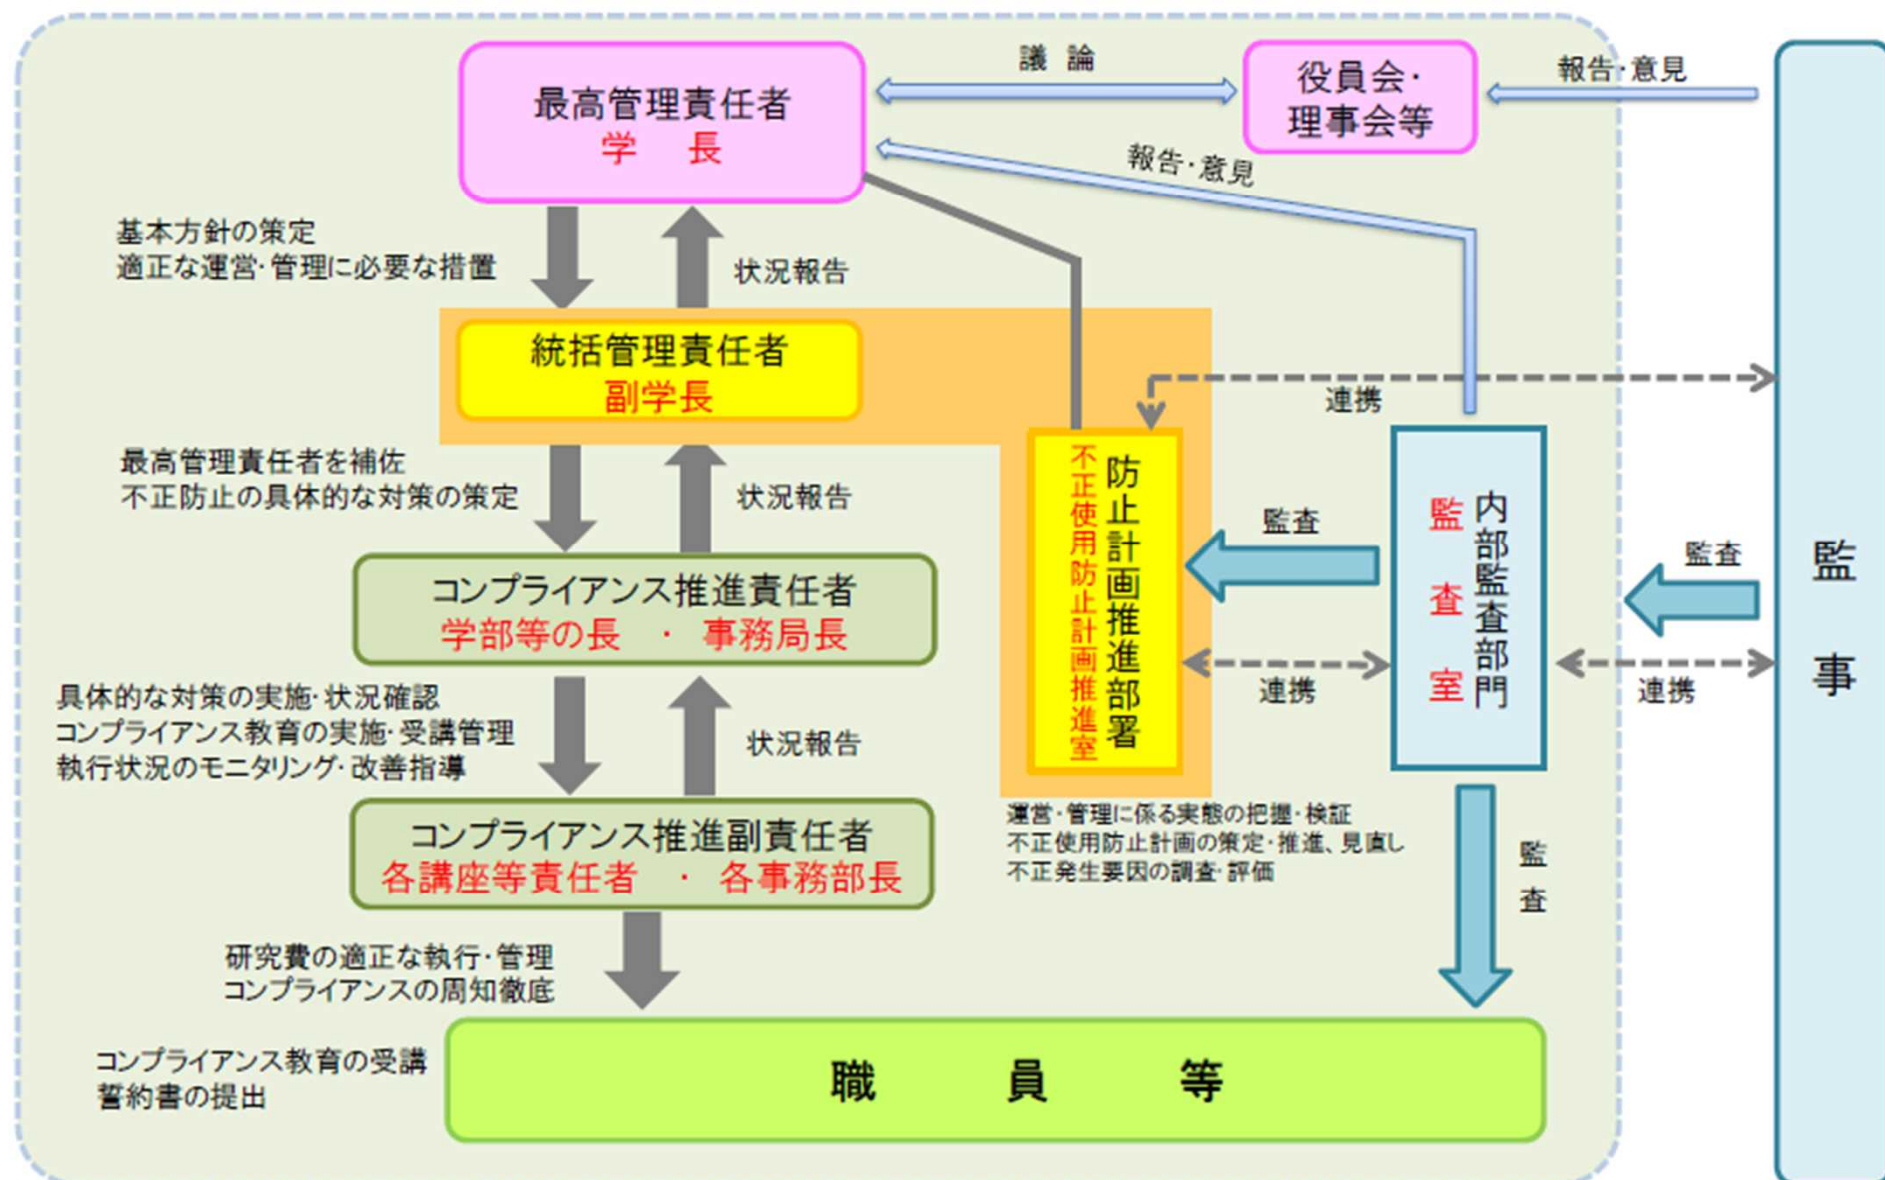 議 論
役員会・
理事会等
報告・意見
最高管理責任者
学 長
報告・意見
基本方針の策定
適正な運営・管理に必要な措置
状況報告
統括管理責任者
副学長
連携
最高管理責任者を補佐
不正防止の具体的な対策の策定
状況報告
防止計画推進部署
不正使用防止計画推進室
監査
内部監査部門
監 査 室
監査
監 事
コンプライアンス推進責任者
学部等の長 ・ 事務局長
連携
連携
具体的な対策の実施・状況確認
コンプライアンス教育の実施・受講管理
執行状況のモニタリング・改善指導
状況報告
コンプライアンス推進副責任者
各講座等責任者 ・ 各事務部長
運営・管理に係る実態の把握・検証
不正使用防止計画の策定・推進、見直し
不正発生要因の調査・評価
監査
研究費の適正な執行・管理
コンプライアンスの周知徹底
コンプライアンス教育の受講
誓約書の提出
職 員 等